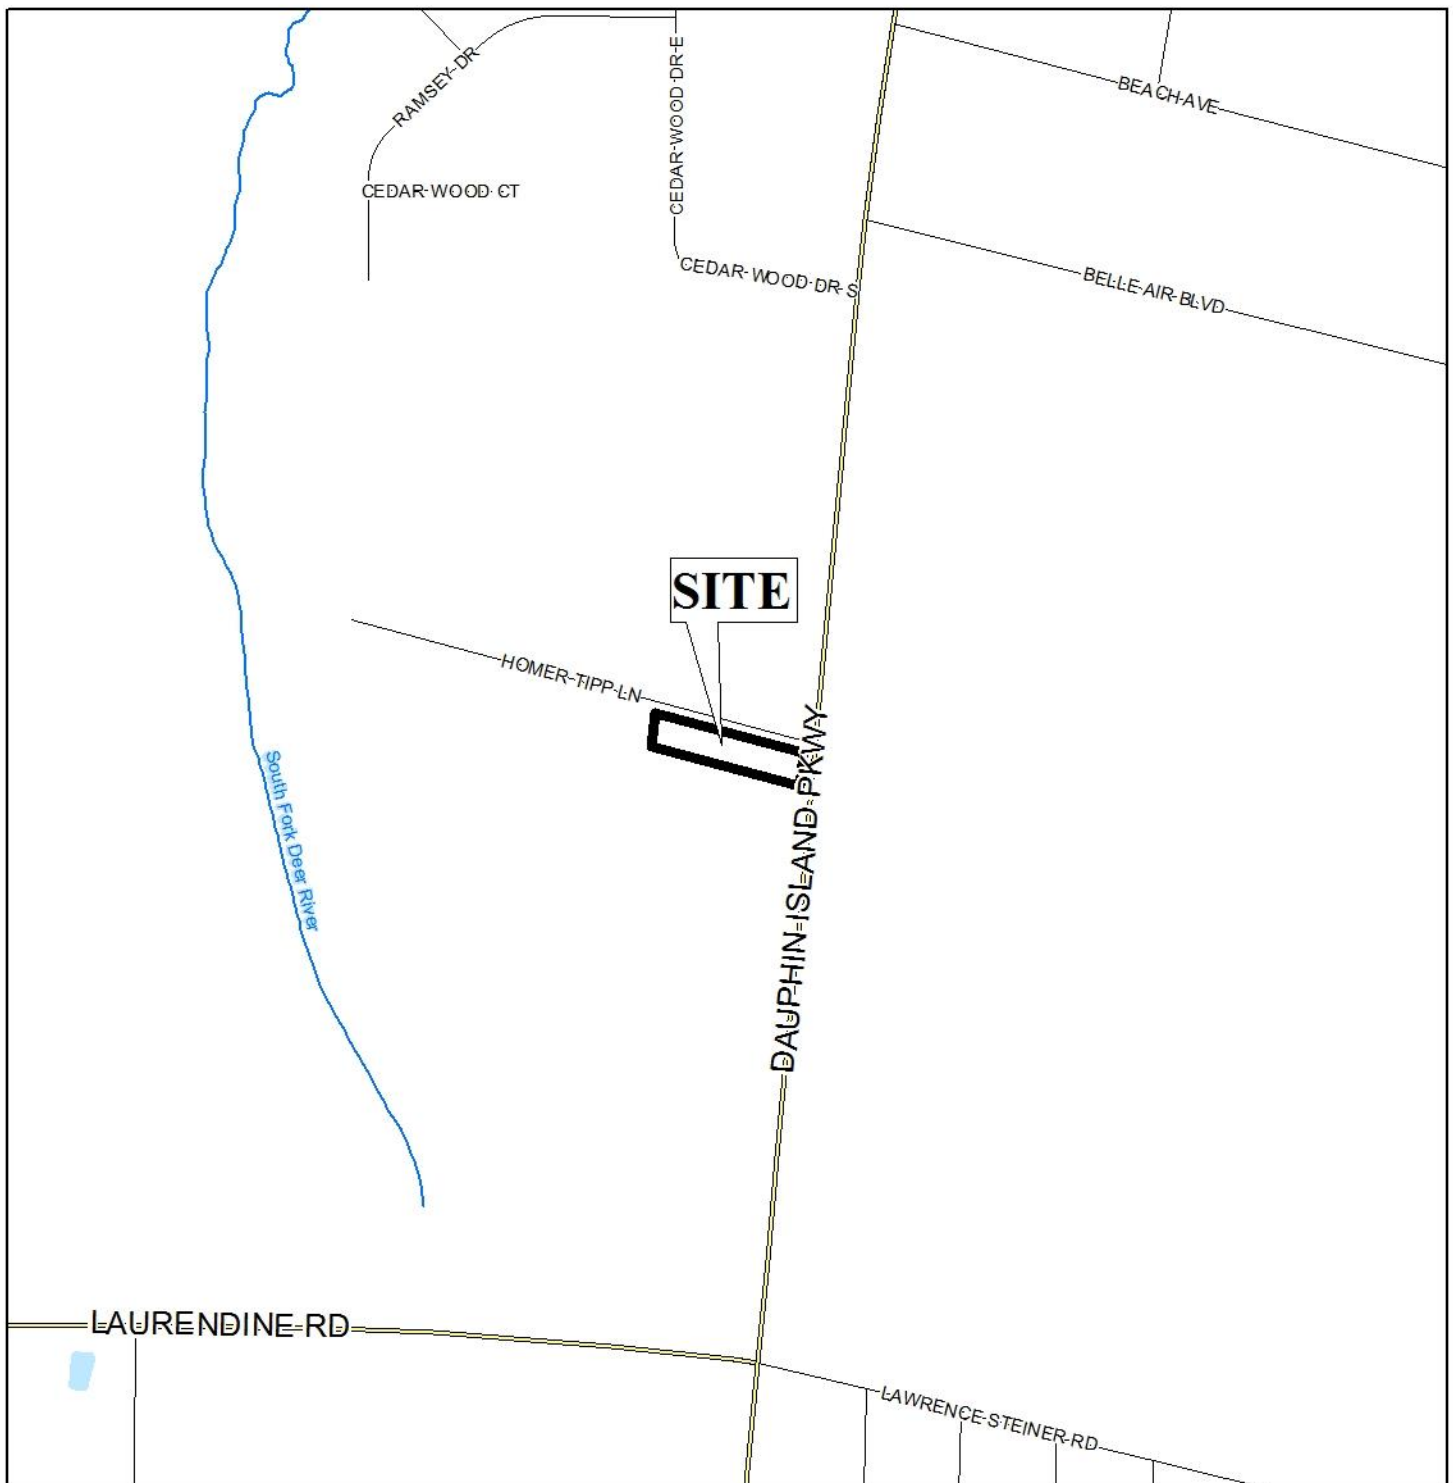 RAMSEY DR
CEDAR WOOD DR E
BEACH AVE
CEDAR WOOD CT
CEDAR WOOD DR S
BELLE AIR BLVD
SITE
HOMER TIPP LN
DAUPHIN ISLAND PKWY
South Fork Deer River
LAURENDINE RD
LAWRENCE STEINER RD